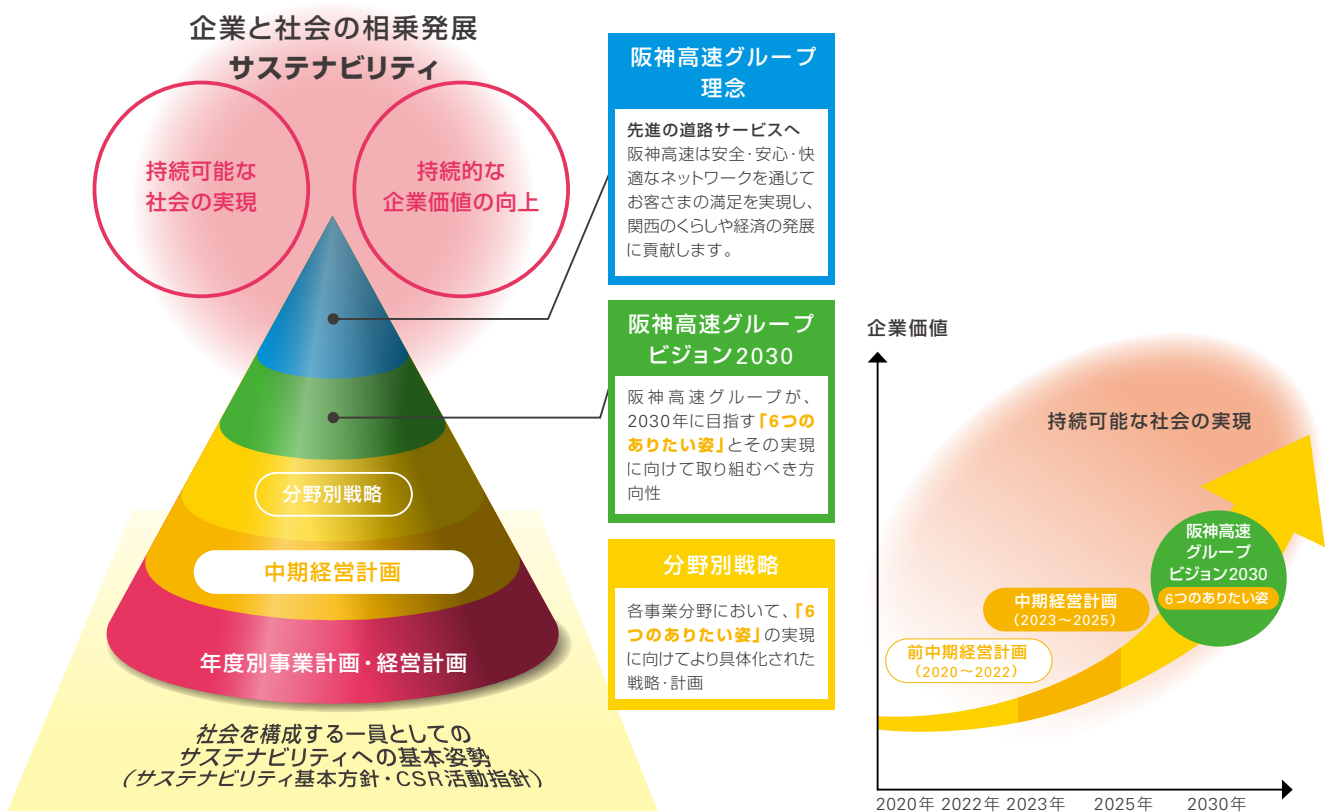 企業と社会の相乗発展
サステナビリティ
持続可能な
社会の実現
持続的な
企業価値の向上
分野別戦略
中期経営計画
年度別事業計画・経営計画
社会を構成する一員としての
サステナビリティへの基本姿勢
（サステナビリティ基本方針・CSR活動指針）
阪神高速グループ
理念
先進の道路サービスへ
阪神高速は安全・安心・快
適なネットワークを通じて
お客さまの満足を実現し、
関西のくらしや経済の発展
に貢献します。
阪神高速グループ
ビジョン2030
阪神高速グループが、
2030年に目指す「6つの
ありたい姿」とその実現
に向けて取り組むべき方
向性
分野別戦略
各事業分野において、「6
つのありたい姿」の実現
に向けてより具体化された
戦略・計画
企業価値
持続可能な社会の実現
阪神高速
グループ
ビジョン2030
6つのありたい姿
中期経営計画
（2023～2025）
前中期経営計画
（2020～2022）
2020年 2022年 2023年 2025年 2030年